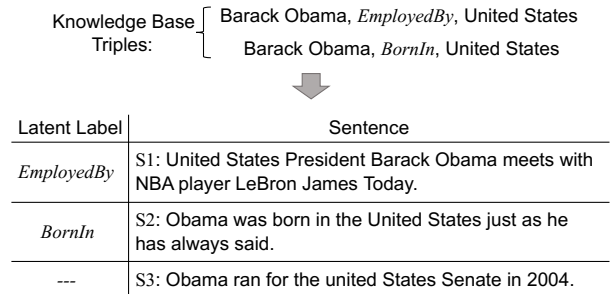 Knowledge Base
Triples:
Barack Obama, EmployedBy, United States
Barack Obama, BornIn, United States
Latent Label Sentence
EmployedBy
S1: United States President Barack Obama meets with
NBA player LeBron James Today.
BornIn
S2: Obama was born in the United States just as he
has always said.
--- S3: Obama ran for the united States Senate in 2004.